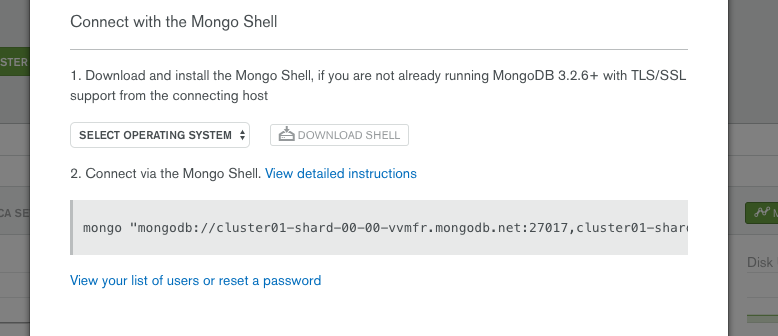 Connect with the Mongo Shell
STER
1. Download and install the Mongo Shell, if you are not already running MongoDB 3.2.6+ with TLS/SSL
support from the connecting host
SELECT OPERATING SYSTEM
DOWNLOAD SHELL
2. Connect via the Mongo Shell. View detailed instructions
CA SE
M
mongo "mongodb://cluster01-shard-00-00-vvmfr.mongodb.net:27017,cluster01-shar
Disk
View your list of users or reset a password